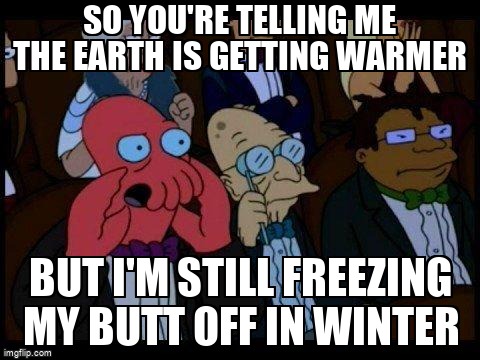 SO YOU'RE TELLING ME
THE EARTH IS GETTING WARMER
BUT I'M STILL FREEZING
MY BUTT OFF IN WINTER
imgflip.com